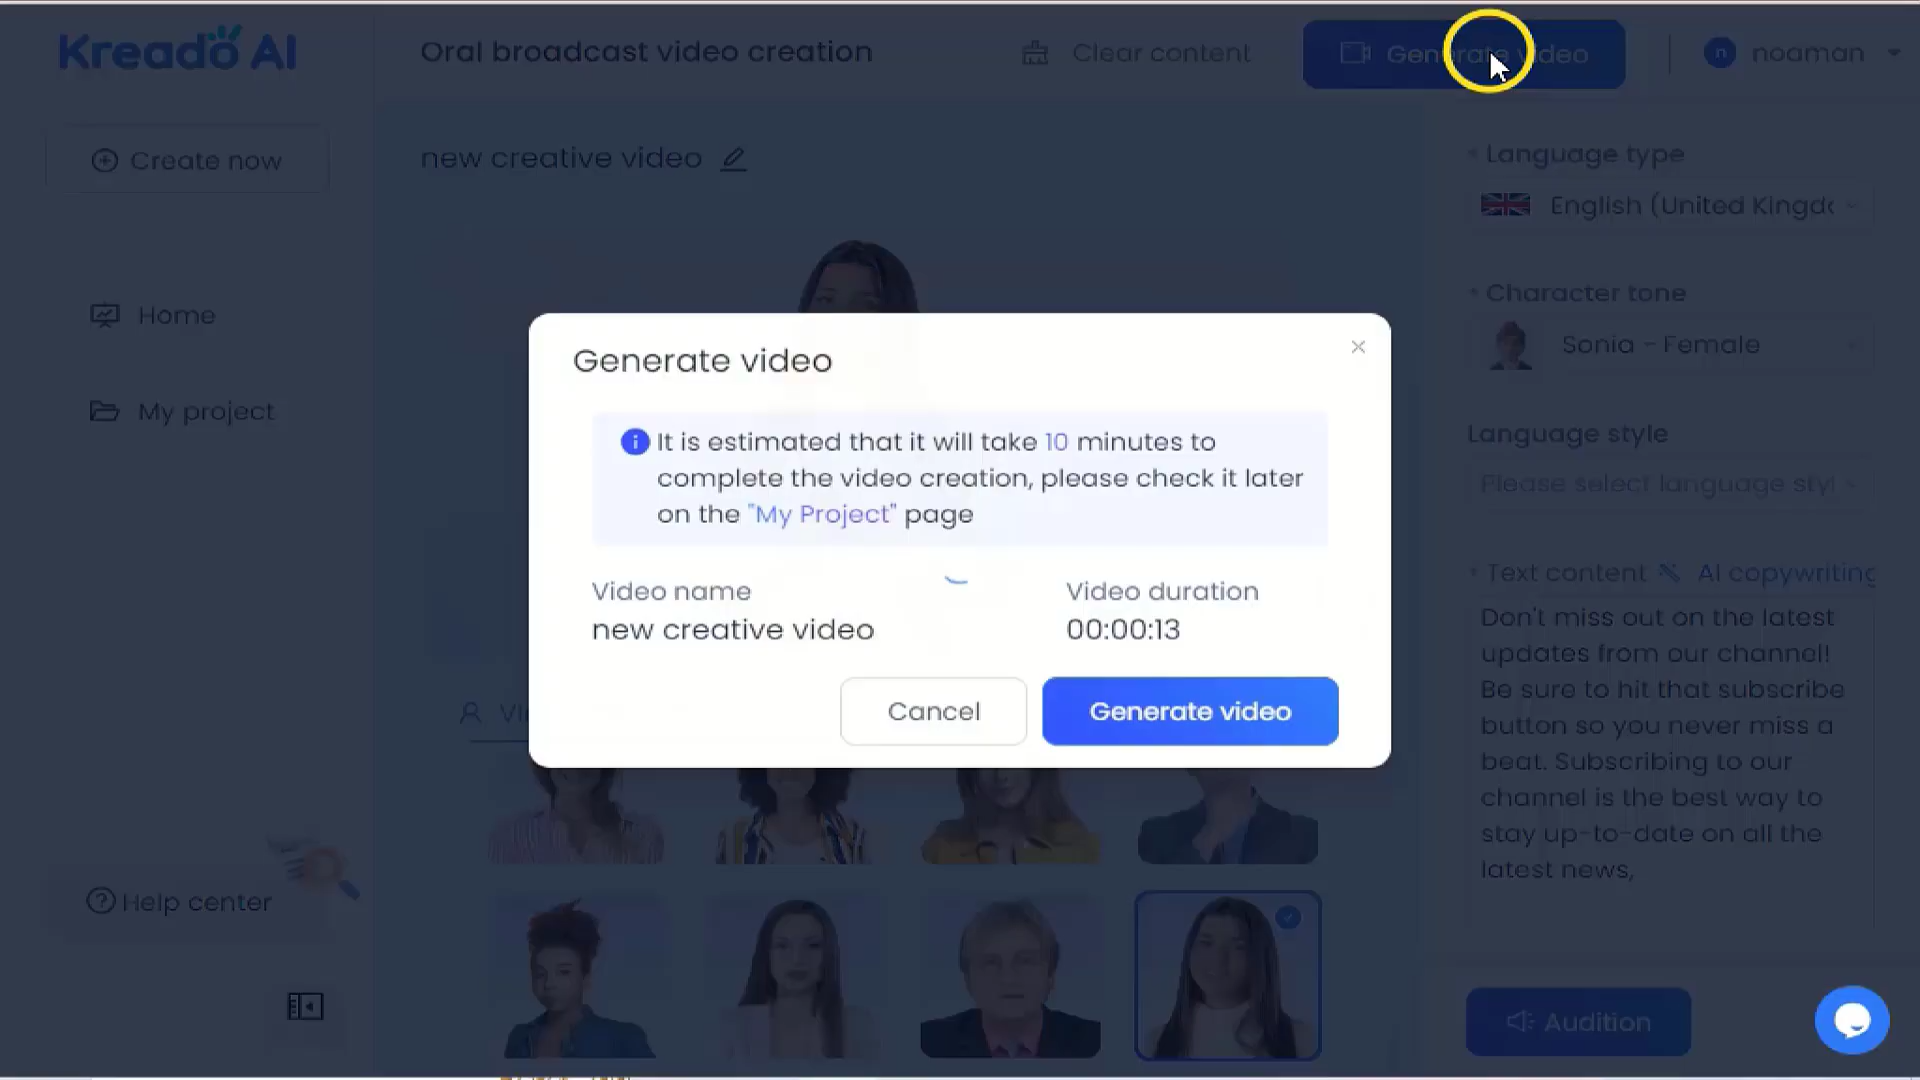 Kreado AI
Oral broadcast video creation
Clear content
Generate video
n
noaman
Create now
Home
My project
Help center
new creative video
Generate video
It is estimated that it will take 10 minutes to
complete the video creation, please check it later
on the "My Project" page
Video name
new creative video
Video duration
00:00:13
Cancel
Generate video
* Language type
English (United Kingdo
* Character tone
Sonia - Female
Language style
Please select language styl
* Text content
AI copywriting
Don't miss out on the latest
updates from our channel!
Be sure to hit that subscribe
button so you never miss a
beat. Subscribing to our
channel is the best way to
stay up-to-date on all the
latest news,
Audition